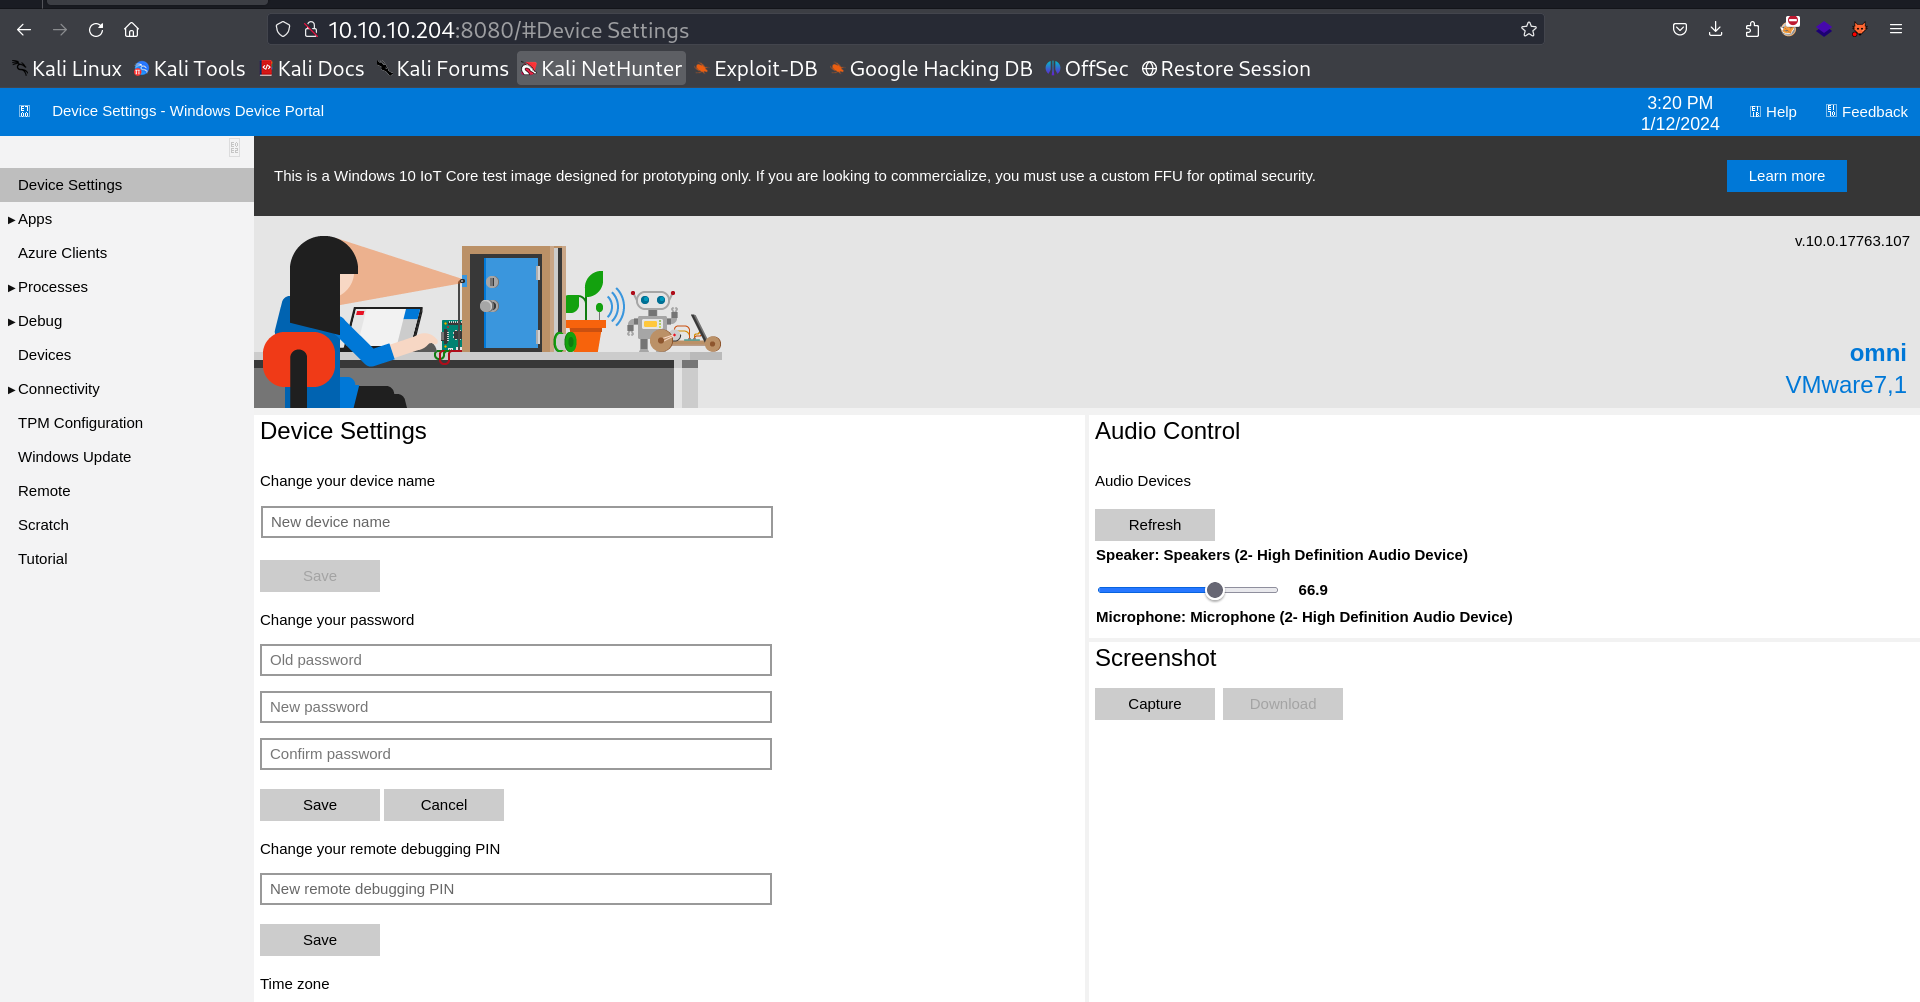 10.10.10.204:8080/#Device Settings
Kali Linux Kali Tools Kali Docs Kali Forums Kali NetHunter Exploit-DB Google Hacking DB OffSec Restore Session
Device Settings - Windows Device Portal
3:20 PM
1/12/2024
Help
Feedback
Device Settings
Apps
Azure Clients
Processes
Debug
Devices
Connectivity
TPM Configuration
Windows Update
Remote
Scratch
Tutorial
This is a Windows 10 IoT Core test image designed for prototyping only. If you are looking to commercialize, you must use a custom FFU for optimal security.
Learn more
v.10.0.17763.107
omni
VMware7,1
Device Settings
Change your device name
New device name
Save
Change your password
Old password
New password
Confirm password
Save Cancel
Change your remote debugging PIN
New remote debugging PIN
Save
Time zone
Audio Control
Audio Devices
Refresh
Speaker: Speakers (2- High Definition Audio Device)
66.9
Microphone: Microphone (2- High Definition Audio Device)
Screenshot
Capture Download